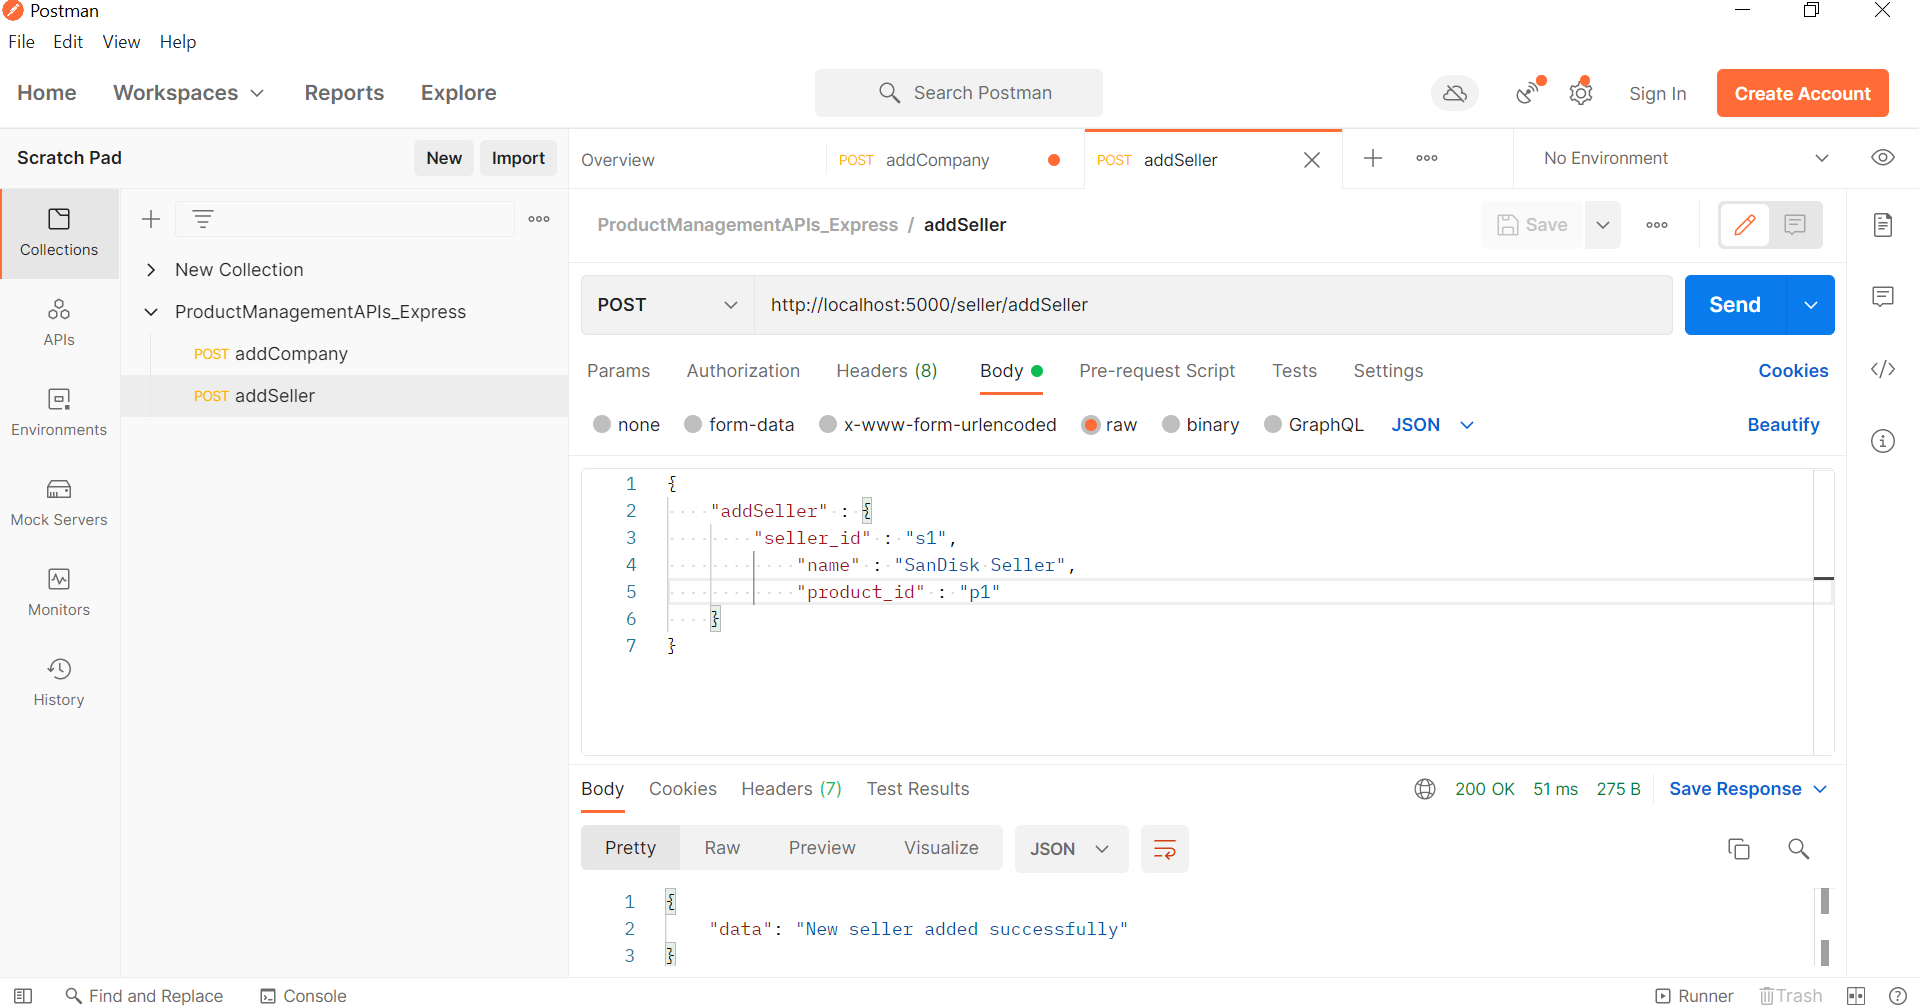 Postman
File Edit View Help
Home Workspaces Reports Explore Search Postman Sign In Create Account
Scratch Pad New Import
Overview POST addCompany POST addSeller No Environment
Collections
APIs
Environments
Mock Servers
Monitors
History
New Collection
ProductManagementAPIs_Express
POST addCompany
POST addSeller
ProductManagementAPIs_Express / addSeller Save
POST http://localhost:5000/seller/addSeller Send
Params Authorization Headers (8) Body Pre-request Script Tests Settings Cookies
none form-data x-www-form-urlencoded raw binary GraphQL JSON Beautify
1 {
2 "addSeller" : {
3 "seller_id" : "s1",
4 "name" : "SanDisk Seller",
5 "product_id" : "p1"
6 }
7 }
Body Cookies Headers (7) Test Results 200 OK 51 ms 275 B Save Response
Pretty Raw Preview Visualize JSON
1 {
2 "data": "New seller added successfully"
3 }
Find and Replace Console Runner Trash